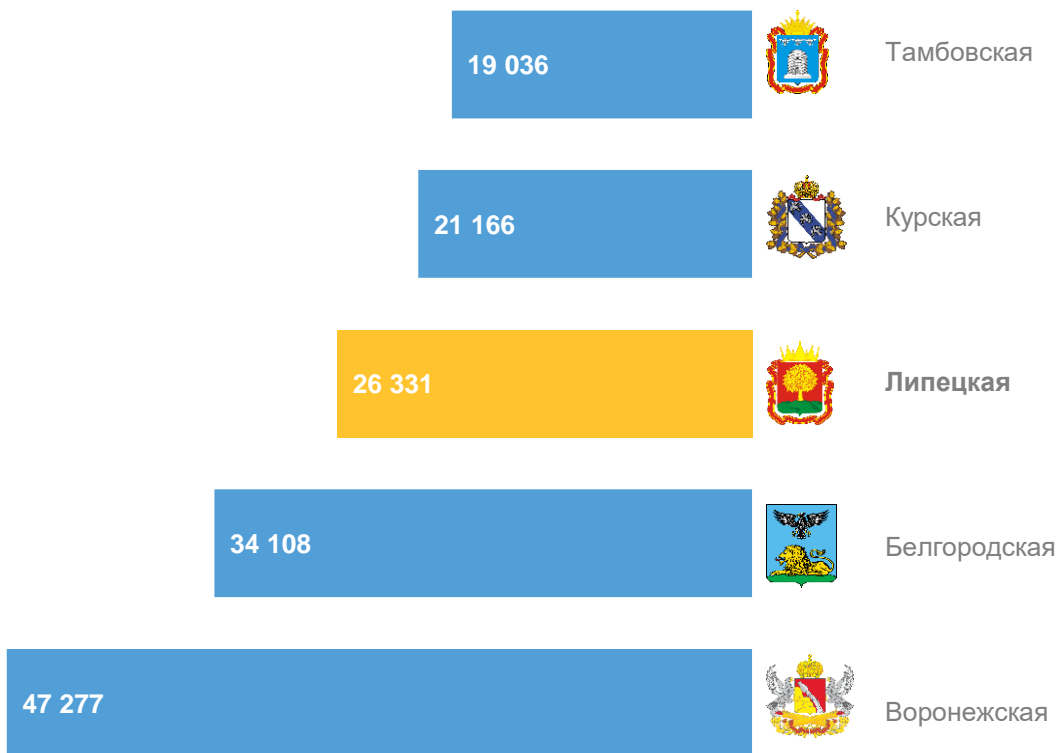 19 036
Тамбовская
21 166
Курская
26 331
Липецкая
34 108
Белгородская
47 277
Воронежская